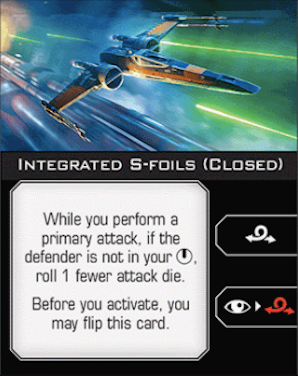 INTEGRATED S-FOILS (CLOSED)
While you perform a
primary attack, if the
defender is not in your ,
roll 1 fewer attack die.
Before you activate, you
may flip this card.